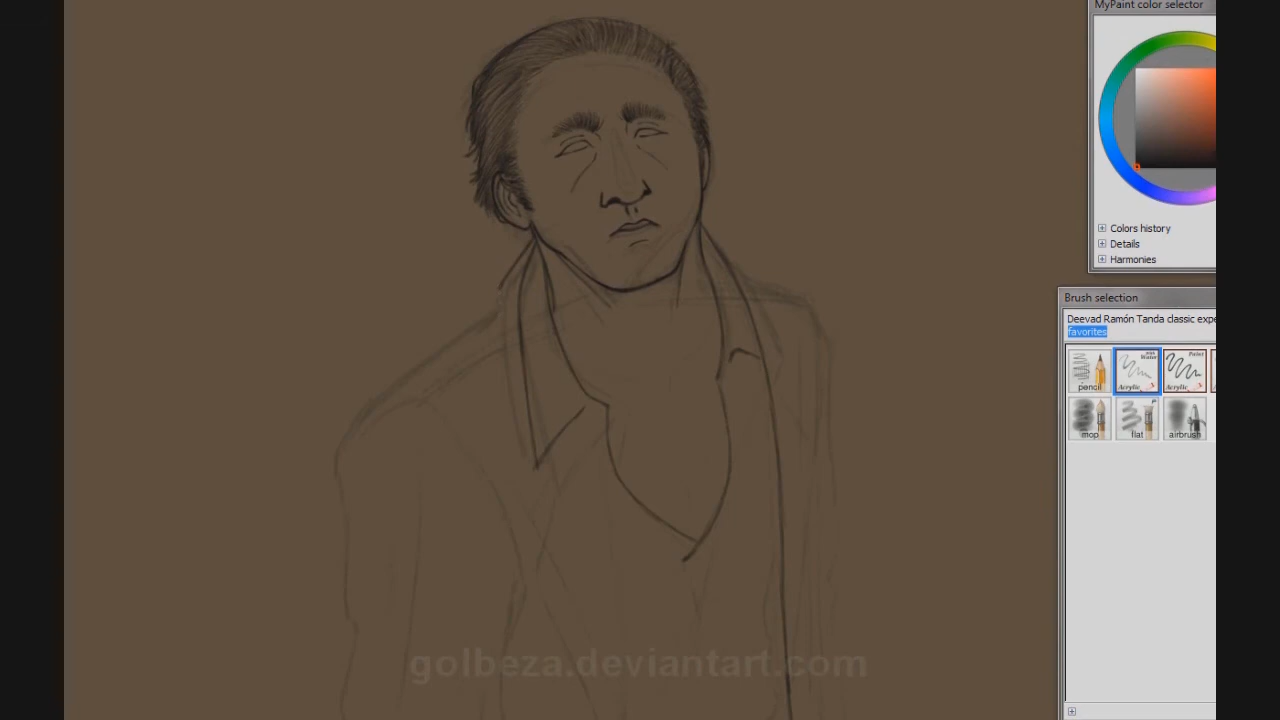 MyPaint color selector
Colors history
Details
Harmonies
Brush selection
Deevad Ramón Tanda classic expe
favorites
pencil
Paint
Acrylic
Acrylic
mop
flat
airbrush
golbeza.deviantart.com